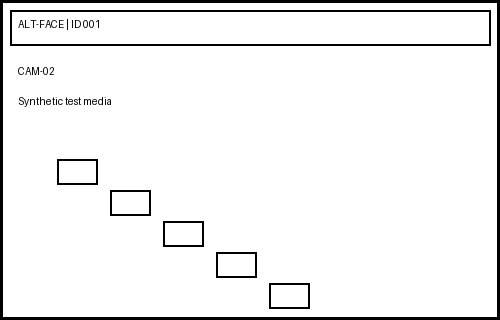 ALT-FACE | ID001
CAM-02
Synthetic test media